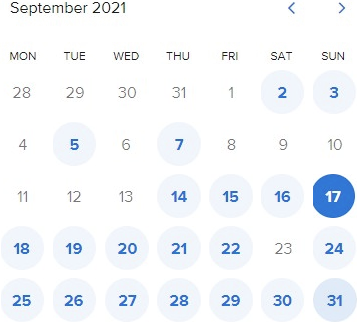 September 2021
MON TUE WED THU FRI SAT SUN
28 29 30 31 1 2 3
4 5 6 7 8 9 10
11 12 13 14 15 16 17
18 19 20 21 22 23 24
25 26 27 28 29 30 31